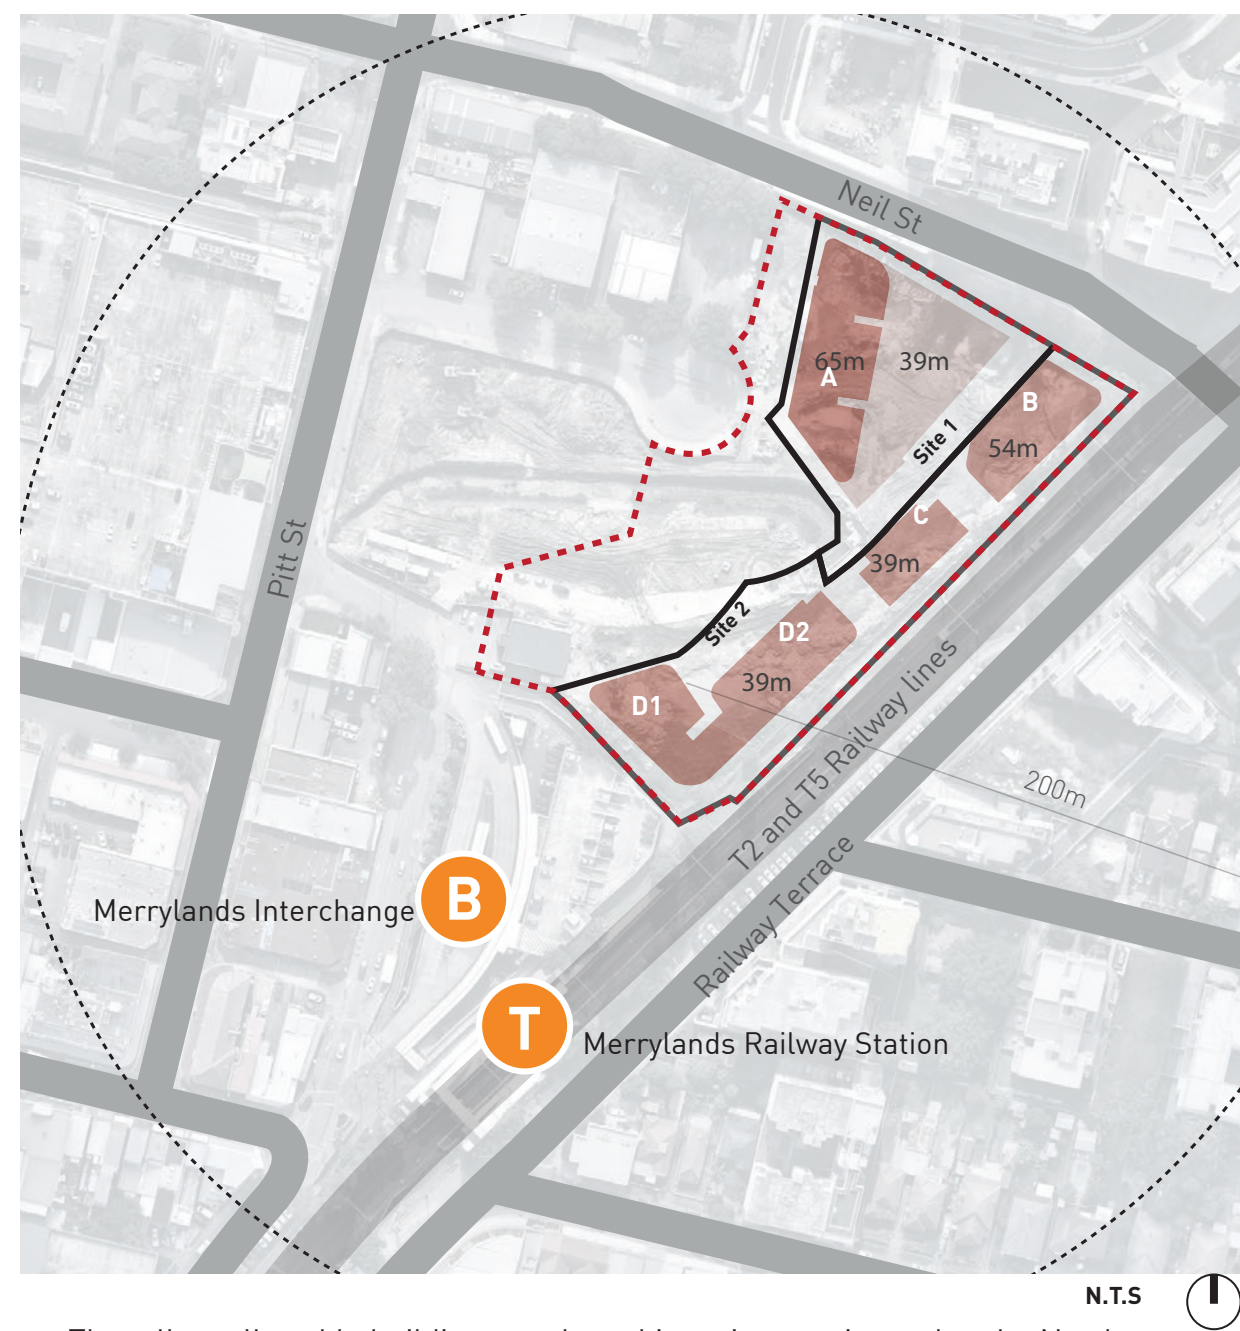 Neil St
65m
39m
A
B
Site 1
54m
C
Pitt St
39m
Site 2
D2
39m
D1
T2 and T5 Railway lines
200m
Railway Terrace
B
Merrylands Interchange
T
Merrylands Railway Station
N.T.S